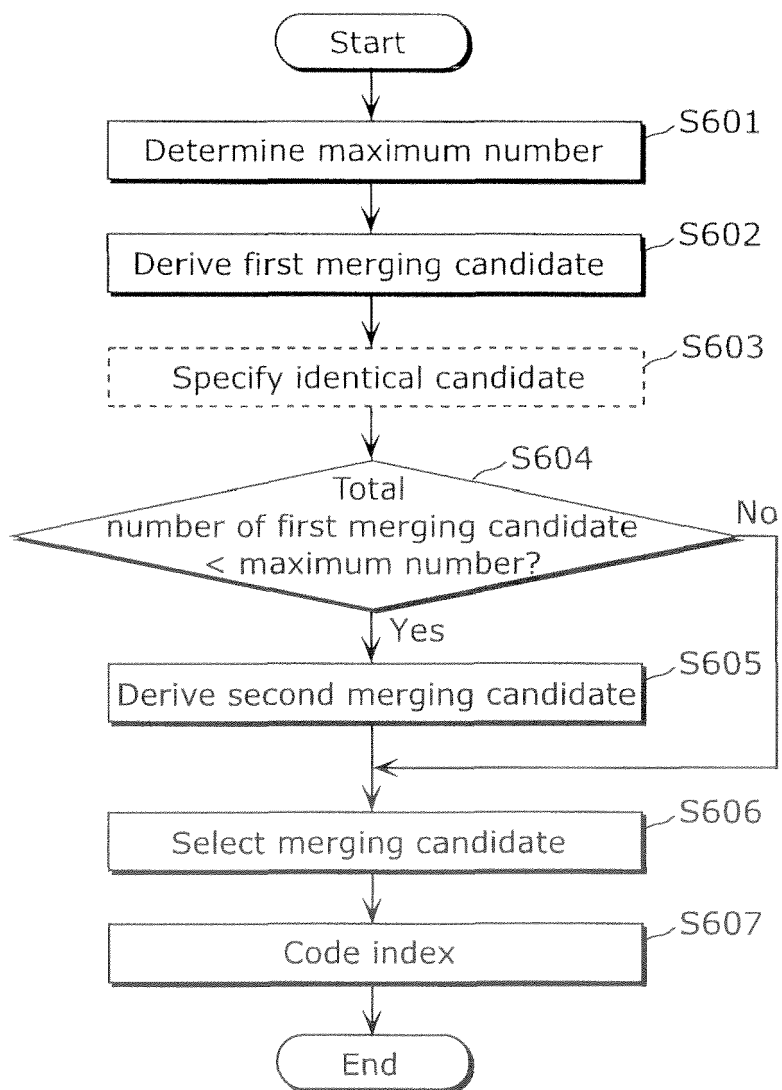 Start
S601
Determine maximum number
S602
Derive first merging candidate
S603
Specify identical candidate
S604
Total
number of first merging candidate
< maximum number?
No
Yes
S605
Derive second merging candidate
S606
Select merging candidate
S607
Code index
End